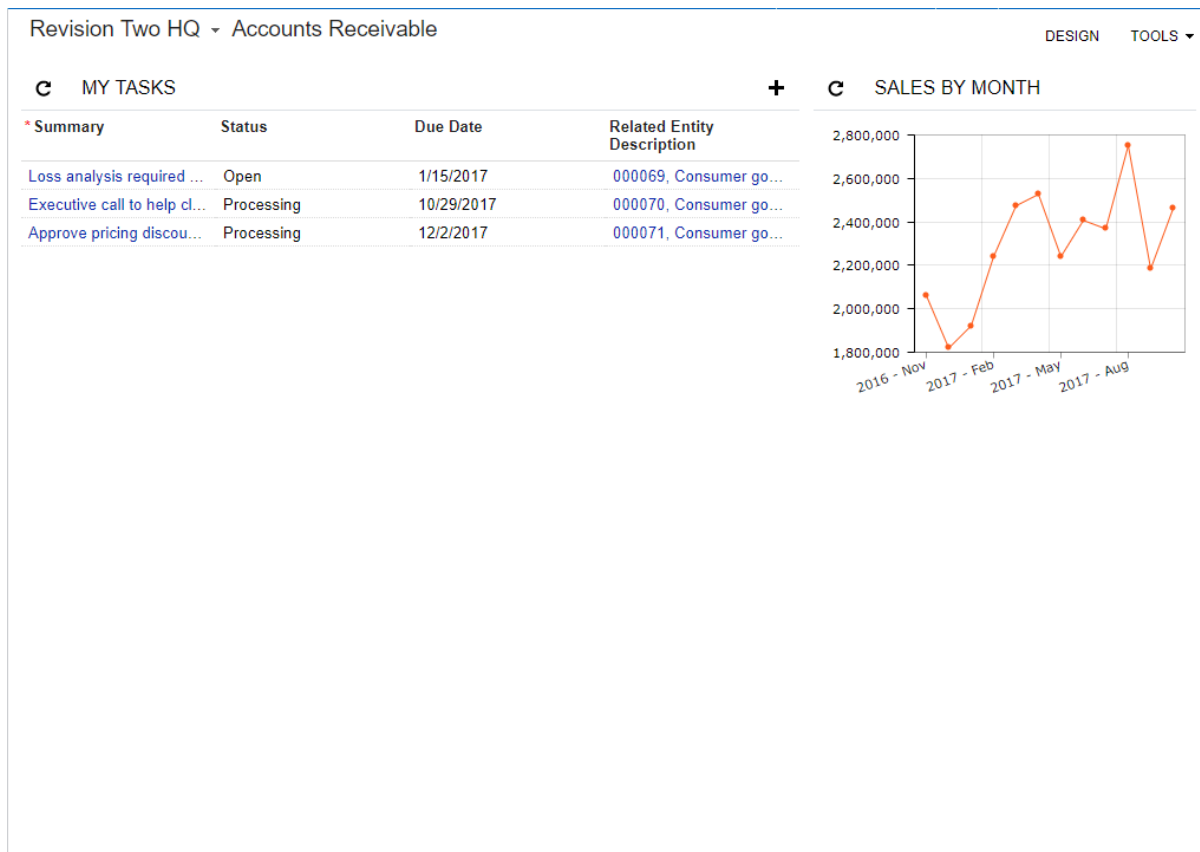 Revision Two HQ Accounts Receivable
DESIGN TOOLS
MY TASKS
* Summary Status Due Date Related Entity
Description
Loss analysis required ... Open 1/15/2017 000069, Consumer go...
Executive call to help cl... Processing 10/29/2017 000070, Consumer go...
Approve pricing discou... Processing 12/2/2017 000071, Consumer go...
SALES BY MONTH
2,800,000
2,600,000
2,400,000
2,200,000
2,000,000
1,800,000
2016 - Nov 2017 - Feb 2017 - May 2017 - Aug